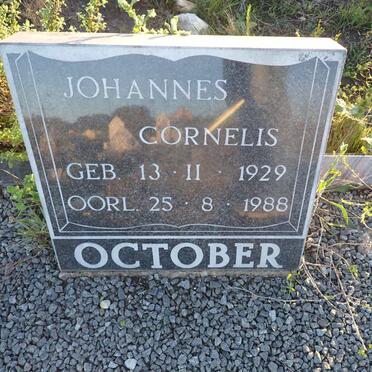 JOHANNES
CORNELIS
GEB. 13 · 11 · 1929
OORL. 25 · 8 · 1988
OCTOBER